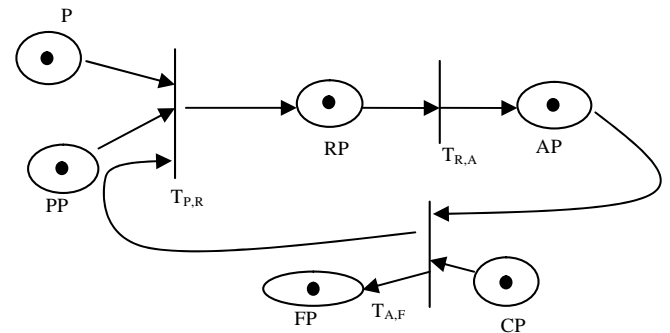 P
RP
AP
T_{R,A}
PP
T_{P,R}
FP
T_{A,F}
CP